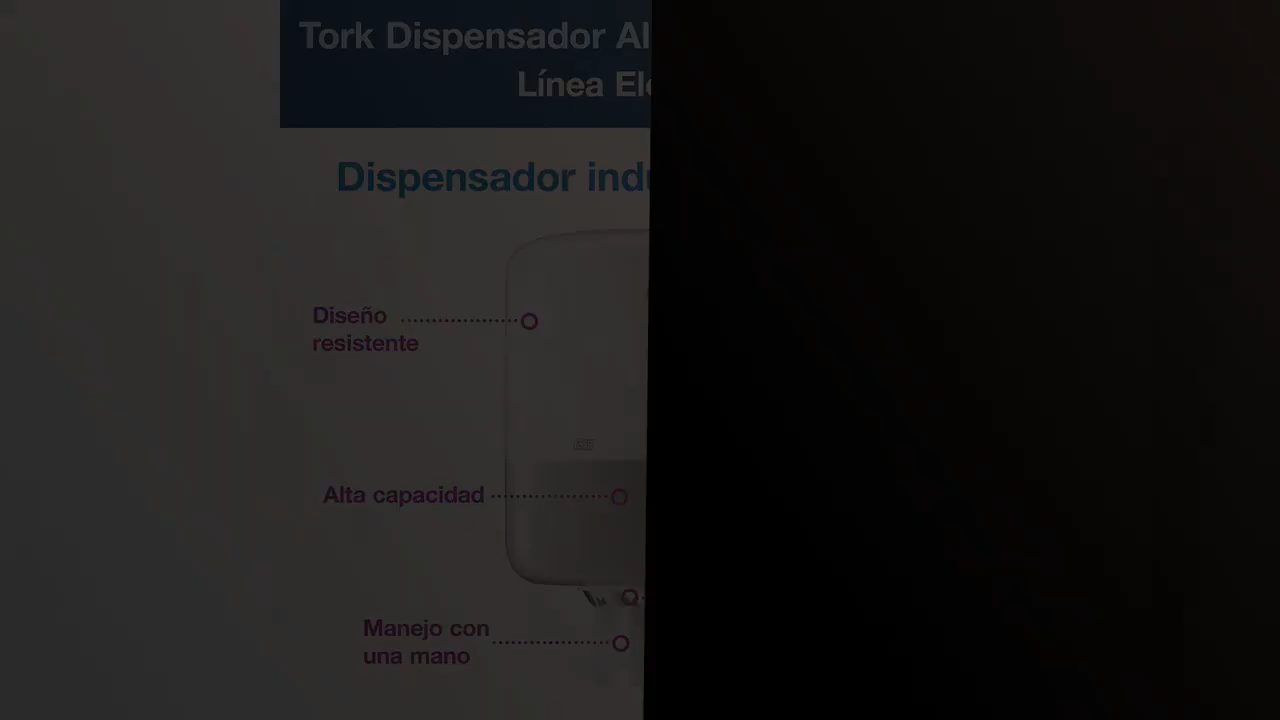 Tork Dispensador Al
Línea Ele
Dispensador indu
Diseño
resistente
Alta capacidad
Manejo con
una mano